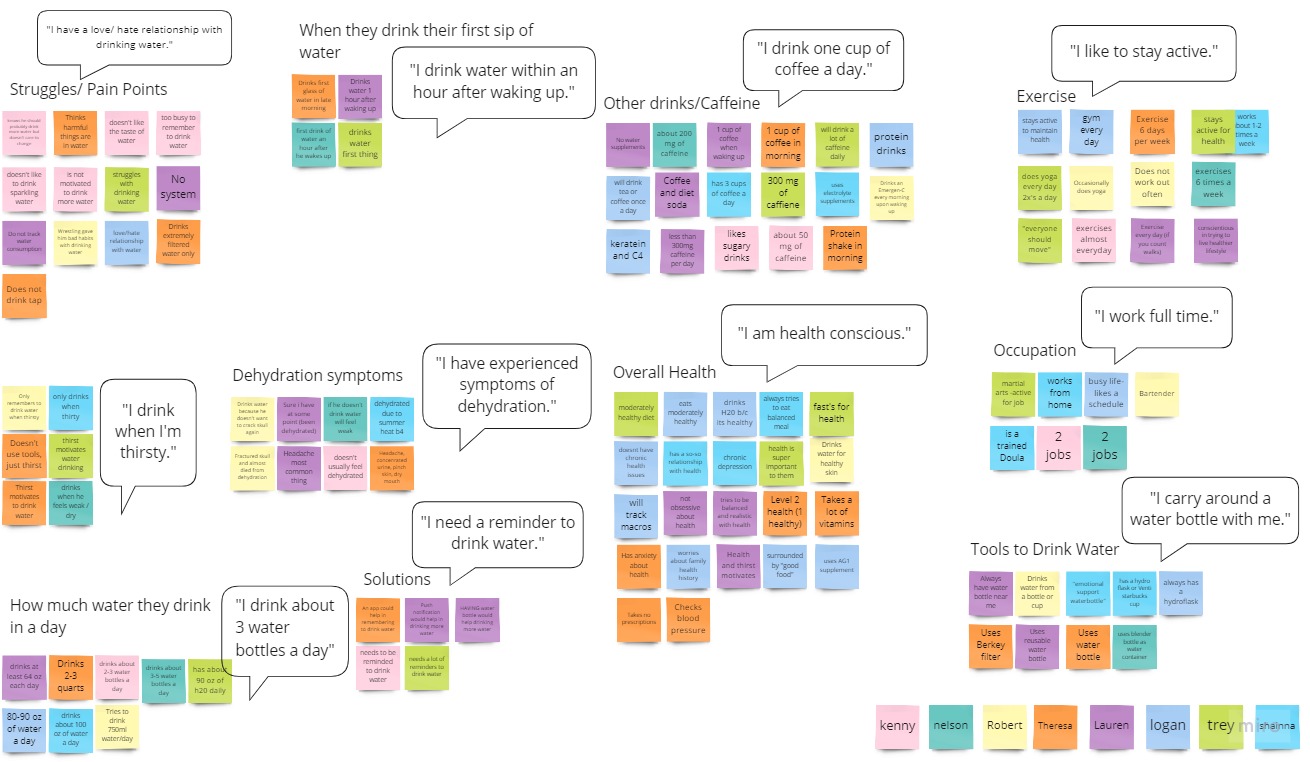 "I have a love/ hate relationship with
drinking water."
Struggles/ Pain Points
knows he should
probably drink
more water but
doesn't care to
change
Thinks
harmful
things are
in water
doesn't like
the taste of
water
too busy to
remember
to drink
water
doesn't like
to drink
sparkling
water
is not
motivated
to drink
more water
struggles
with
drinking
water
No
system
Do not track
water
consumption
Wrestling gave
him bad habits
with drinking
water
love/hate
relationship
with water
Drinks
extremely
filtered
water only
Does not
drink tap
When they drink their first sip of
water
"I drink water within an
hour after waking up."
Drinks first
glass of
water in late
morning
Drinks
water 1
hour after
waking up
first drink of
water an
hour after
he wakes up
drinks
water
first thing
Other drinks/Caffeine
"I drink one cup of
coffee a day."
No water
supplements
about 200
mg of
caffeine
1 cup of
coffee
when
waking up
1 cup of
coffee in
morning
will drink a
lot of
caffeine
daily
protein
drinks
will drink
tea or
coffee once
a day
Coffee
and diet
soda
has 3 cups
of coffee a
day
300 mg
of
caffiene
uses
electrolyte
supplements
Drinks an
Emergen-C
every morning
upon waking
up
keratein
and C4
less than
300mg
caffeine
per day
likes
sugary
drinks
about 50
mg of
caffeine
Protein
shake in
morning
"I like to stay active."
Exercise
stays active
to maintain
health
gym
every
day
Exercise
6 days
per week
stays
active for
health
works
out 1-2
times a
week
does yoga
every day
2x's a day
Occasionally
does yoga
Does not
work out
often
exercises
6 times a
week
"everyone
should
move"
exercises
almost
everyday
Exercise
every day (if
you count
walks)
conscientious
in trying to
live healthier
lifestyle
Only
remembers to
drink water
when thirsty
only drinks
when
thirty
Doesn't
use tools,
just thirst
thirst
motivates
water
drinking
Thirst
motivates
to drink
water
drinks
when he
feels weak /
dry
"I drink
when I'm
thirsty."
Dehydration symptoms
"I have experienced
symptoms of
dehydration."
Drinks water
because he
doesn't want
to crack skull
again
Sure I have
at some
point (been
dehydrated)
if he doesn't
drink water
will feel
weak
dehydrated
due to
summer
heat b4
Fractured skull
and almost
died from
dehydration
Headache
most
common
thing
doesn't
usually feel
dehydrated
Headache,
concentrated
urine, pinch
skin, dry
mouth
Overall Health
"I am health conscious."
moderately
healthy diet
eats
moderately
healthy
drinks
H20 b/c
its healthy
always tries
to eat
balanced
meal
fast's for
health
doesnt have
chronic
health
issues
has a so-so
relationship
with health
chronic
depression
health is
super
important
to them
Drinks
water for
healthy
skin
will
track
macros
not
obsessive
about
health
tries to be
balanced
and realistic
with health
Level 2
health (1
healthy)
Takes a
lot of
vitamins
Has anxiety
about
health
worries
about family
health
history
Health
and thirst
motivates
surrounded
by "good
food"
uses AG1
supplement
Takes no
prescriptions
Checks
blood
pressure
"I work full time."
Occupation
martial
arts -active
for job
works
from
home
busy life-
likes a
schedule
Bartender
is a
trained
Doula
2
jobs
2
jobs
How much water they drink
in a day
"I drink about
3 water
bottles a day"
drinks at
least 64 oz
each day
Drinks
2-3
quarts
drinks about
2-3 water
bottles a
day
drinks about
3-5 water
bottles a
day
has about
90 oz of
h20 daily
80-90 oz
of water
a day
drinks
about 100
oz of water
a day
Tries to
drink
750ml
water/day
Solutions
"I need a reminder to
drink water."
An app could
help in
remembering
to drink water
Push
notification
would help in
drinking more
water
HAVING water
bottle would help
drinking more
water
needs to be
reminded
to drink
water
needs a lot of
reminders to
drink water
Tools to Drink Water
"I carry around a
water bottle with me."
Always
have water
bottle near
me
Drinks
water from
a bottle or
cup
"emotional
support
waterbottle"
has a hydro
flask or Venti
starbucks
cup
always has
a
hydroflask
Uses
Berkey
filter
Uses
reusable
water
bottle
Uses
water
bottle
uses blender
bottle as
water
container
kenny
nelson
Robert
Theresa
Lauren
logan
trey
shanna
miro